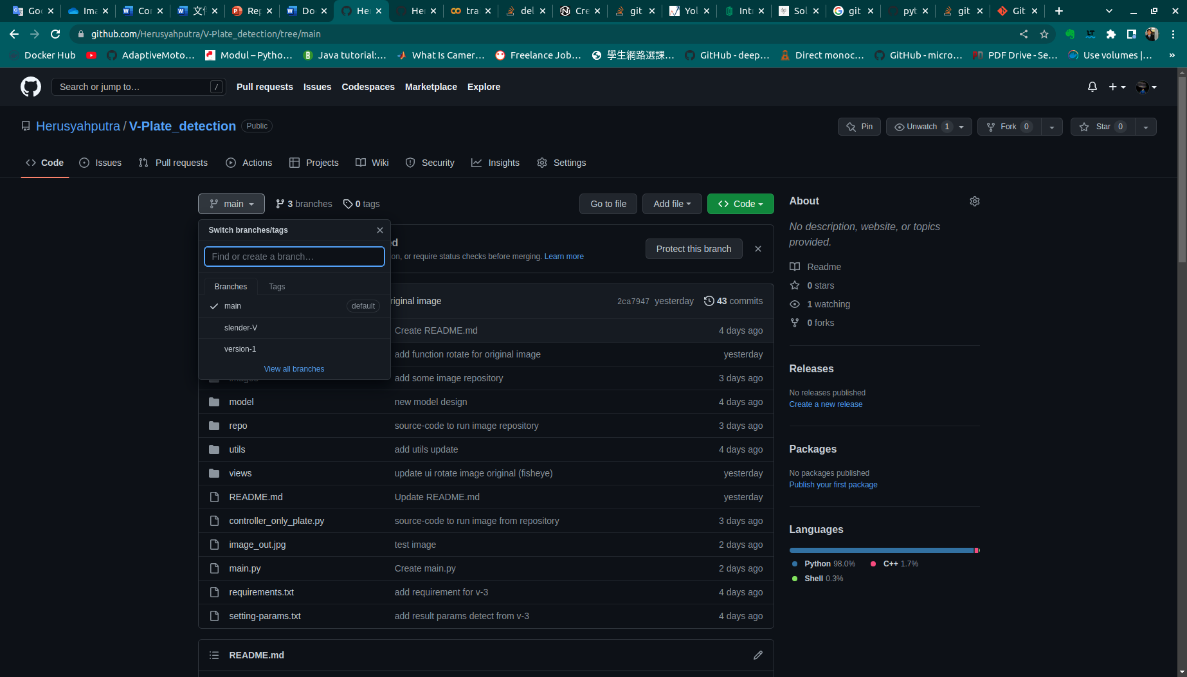 Go
Ima
Co
文
Rep
Do
He
He
tra
del
Cre
git
Yol
Int
Sol
git
pyt
git
Git
github.com/Herusyahputra/V-Plate_detection/tree/main
Docker Hub
AdaptiveMoto...
Modul – Pytho...
Java tutorial:...
What Is Camer...
Freelance Job...
學生網路選課...
GitHub - deep...
Direct monoc...
GitHub - micro...
PDF Drive - Se...
Use volumes |...
»
Search or jump to...
/
Pull requests
Issues
Codespaces
Marketplace
Explore
Herusyahputra / V-Plate_detection
Public
Pin
Unwatch 1
Fork 0
Star 0
Code
Issues
Pull requests
Actions
Projects
Wiki
Security
Insights
Settings
main
3 branches
0 tags
Go to file
Add file
Code
Switch branches/tags
Find or create a branch...
Branches
Tags
main
default
slender-V
version-1
View all branches
on, or require status checks before merging. Learn more
Protect this branch
riginal image
2ca7947 yesterday
43 commits
Create README.md
4 days ago
add function rotate for original image
yesterday
add some image repository
3 days ago
model
new model design
4 days ago
repo
source-code to run image repository
3 days ago
utils
add utils update
4 days ago
views
update ui rotate image original (fisheye)
yesterday
README.md
Update README.md
yesterday
controller_only_plate.py
source-code to run image from repository
3 days ago
image_out.jpg
test image
2 days ago
main.py
Create main.py
2 days ago
requirements.txt
add requirement for v-3
4 days ago
setting-params.txt
add result params detect from v-3
4 days ago
README.md
About
No description, website, or topics
provided.
Readme
0 stars
1 watching
0 forks
Releases
No releases published
Create a new release
Packages
No packages published
Publish your first package
Languages
Python 98.0%
C++ 1.7%
Shell 0.3%